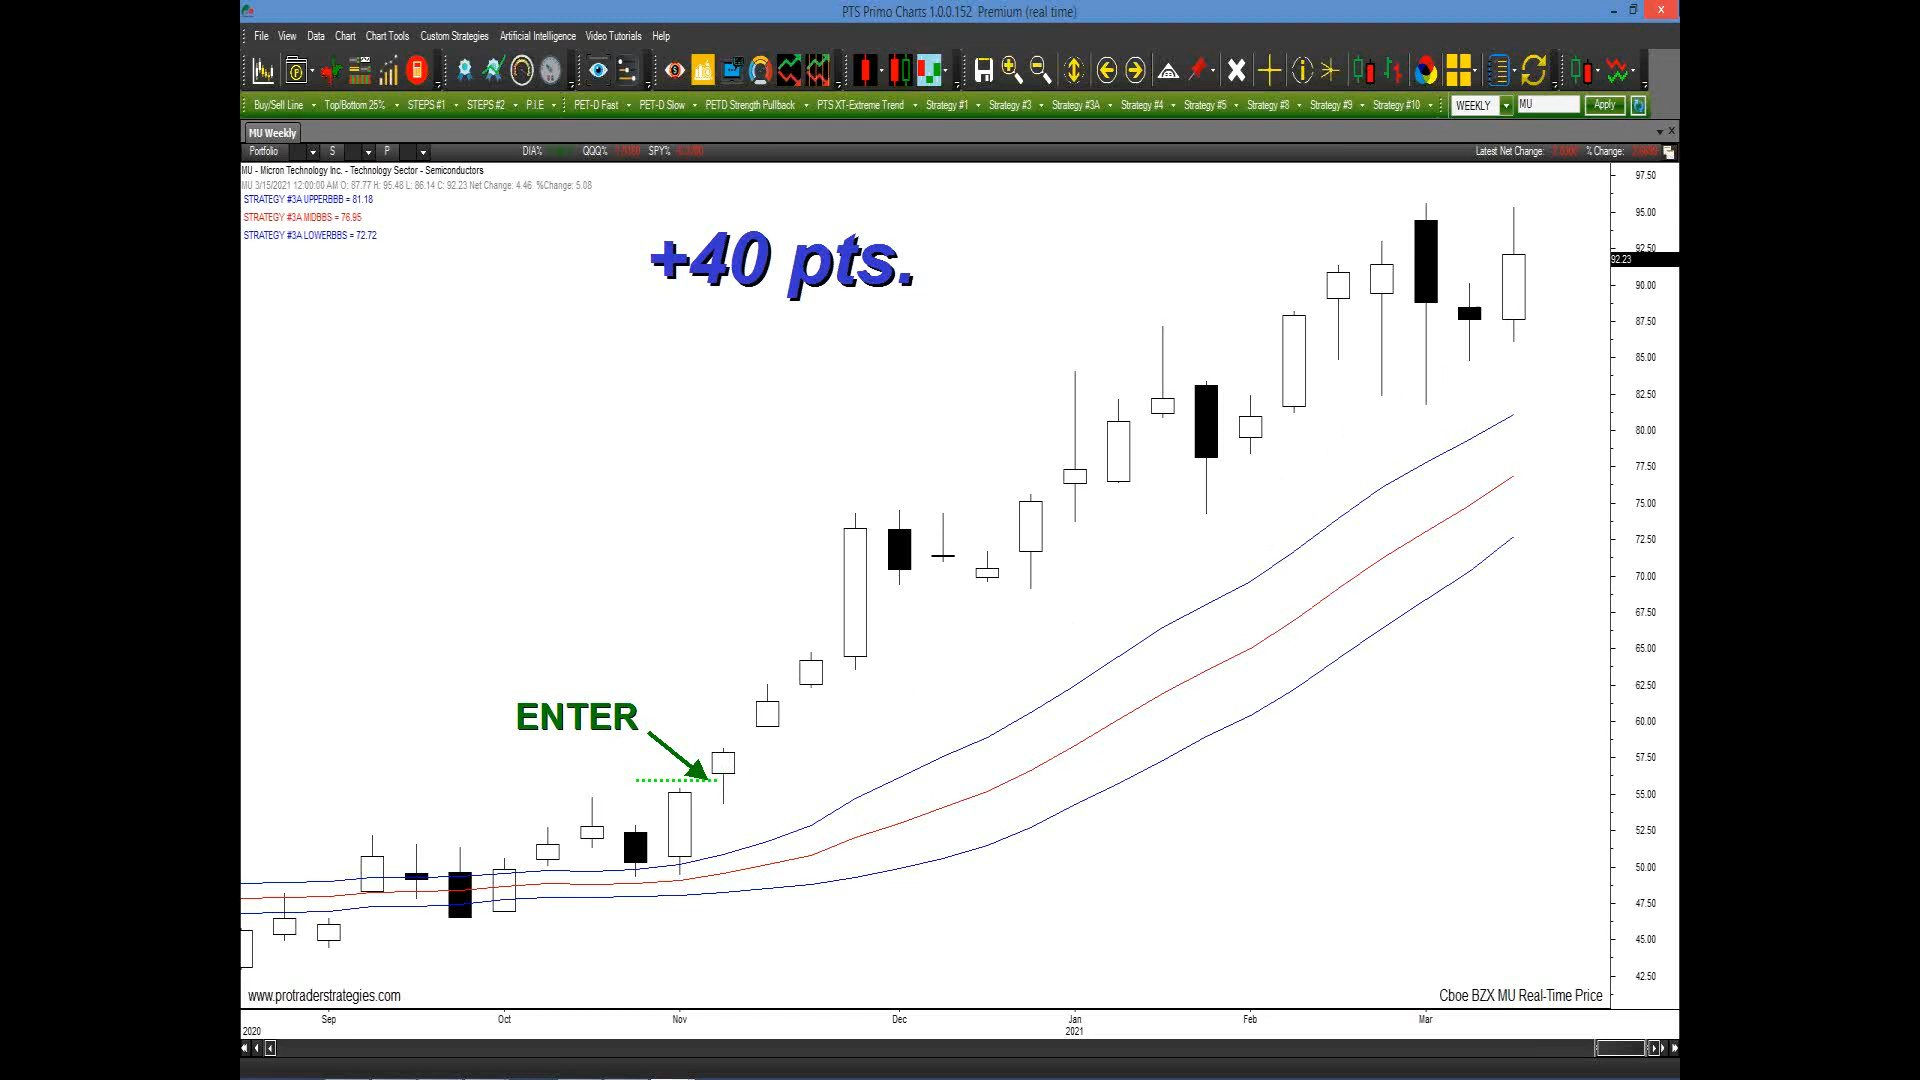 PTS Primo Charts 1.0.0.152 Premium (real time)
File View Data Chart Chart Tools Custom Strategies Artificial Intelligence Video Tutorials Help
Buy/Sell Line Top/Bottom 25% STEPS #1 STEPS #2 P.I.E PET-D Fast PET-D Slow PETD Strength Pullback PTS XT-Extreme Trend Strategy #1 Strategy #3 Strategy #3A Strategy #4 Strategy #5 Strategy #8 Strategy #9 Strategy #10 WEEKLY MU Apply
MU Weekly
Portfolio S P DIA% QQQ% SPY% Latest Net Change: % Change:
MU - Micron Technology Inc. - Technology Sector - Semiconductors
MU 3/15/2021 12:00:00 AM O: 87.77 H: 95.48 L: 86.14 C: 92.23 Net Change: 4.46 %Change: 5.08
STRATEGY #3A UPPERBBB = 81.18
STRATEGY #3A MIDBBS = 76.95
STRATEGY #3A LOWERBBS = 72.72
+40 pts.
ENTER
97.50
95.00
92.50
92.23
90.00
87.50
85.00
82.50
80.00
77.50
75.00
72.50
70.00
67.50
65.00
62.50
60.00
57.50
55.00
52.50
50.00
47.50
45.00
42.50
www.protraderstrategies.com
Cboe BZX MU Real-Time Price
Sep Oct Nov Dec Jan Feb Mar
2020 2021